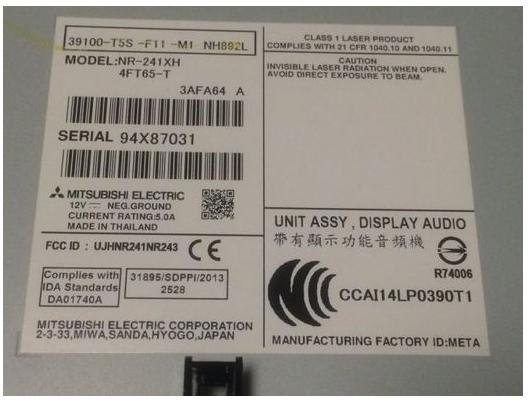 39100-T5S -F11 -M1 NH892L
MODEL:NR-241XH
4FT65-T
3AFA64 A
SERIAL 94X87031
MITSUBISHI ELECTRIC
12V NEG.GROUND
CURRENT RATING:5.0A
MADE IN THAILAND
FCC ID : UJHNR241NR243 CE
Complies with
IDA Standards
DA01740A
31895/SDPPI/2013
2528
MITSUBISHI ELECTRIC CORPORATION
2-3-33,MIWA,SANDA,HYOGO,JAPAN
CLASS 1 LASER PRODUCT
COMPLIES WITH 21 CFR 1040.10 AND 1040.11
CAUTION
INVISIBLE LASER RADIATION WHEN OPEN.
AVOID DIRECT EXPOSURE TO BEAM.
UNIT ASSY , DISPLAY AUDIO
帶有顯示功能音頻機
R74006
CCAI14LP0390T1
MANUFACTURING FACTORY ID:META